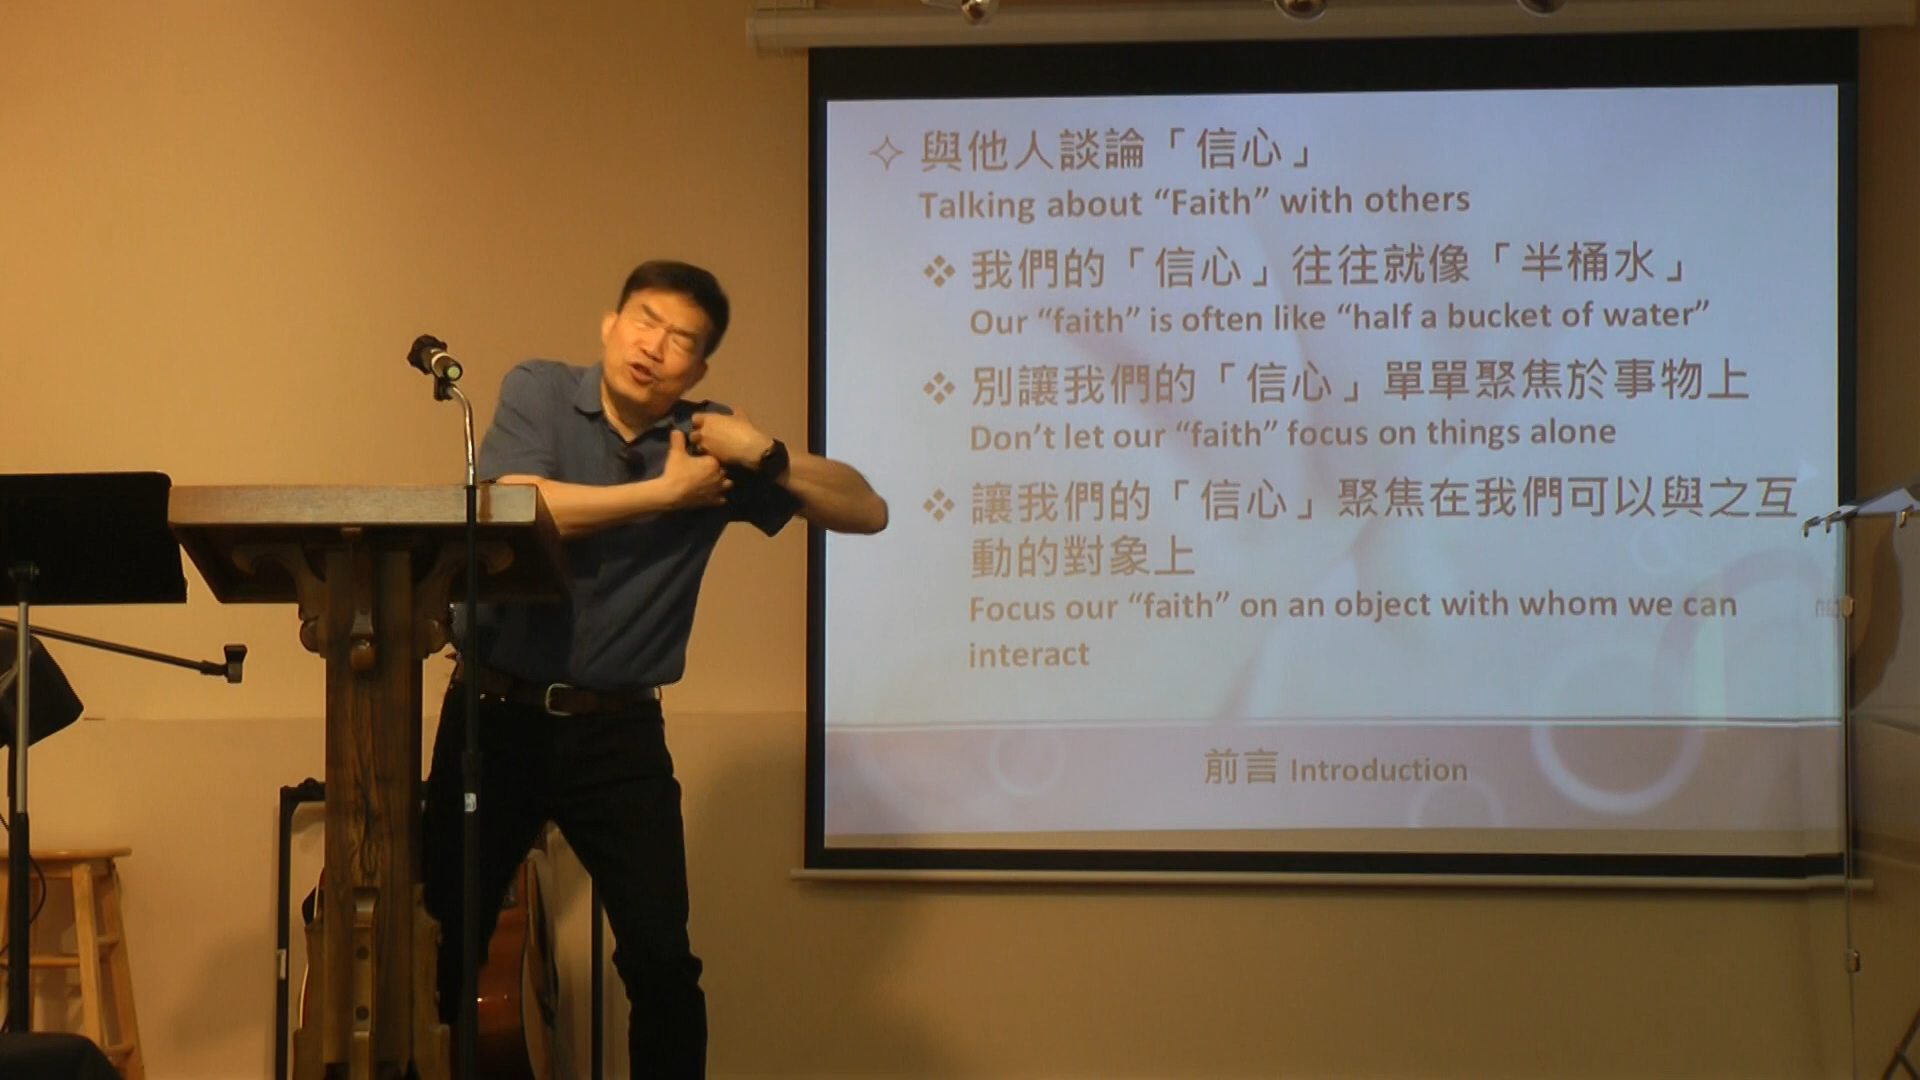 與他人談論「信心」
Talking about “Faith” with others
我們的「信心」往往就像「半桶水」
Our “faith” is often like “half a bucket of water”
別讓我們的「信心」單單聚焦於事物上
Don’t let our “faith” focus on things alone
讓我們的「信心」聚焦在我們可以與之互
動的對象上
Focus our “faith” on an object with whom we can
interact
前言 Introduction